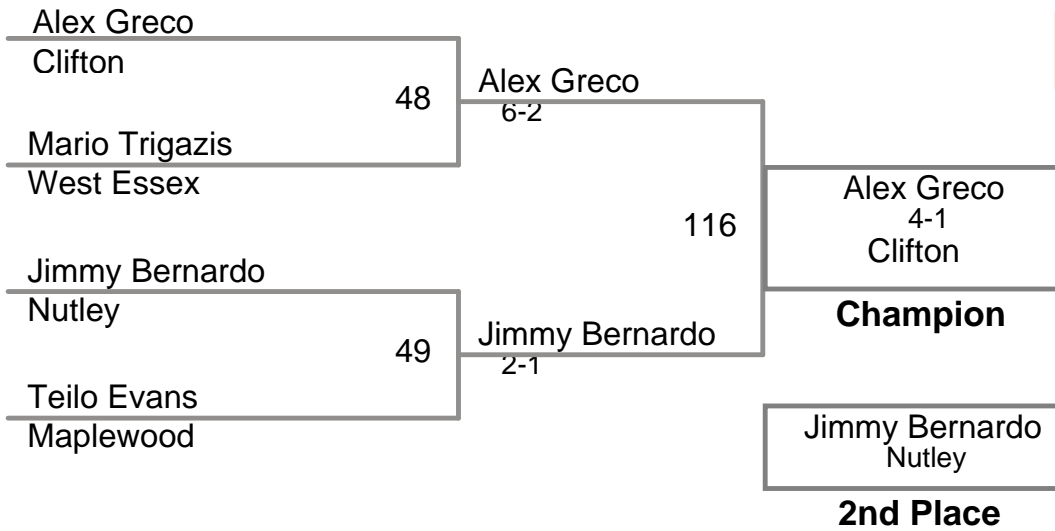 Alex Greco
Clifton
48
Mario Trigazis
West Essex
Alex Greco
6-2
Jimmy Bernardo
Nutley
49
Teilo Evans
Maplewood
Jimmy Bernardo
2-1
116
Alex Greco
4-1
Clifton
Champion
Jimmy Bernardo
Nutley
2nd Place